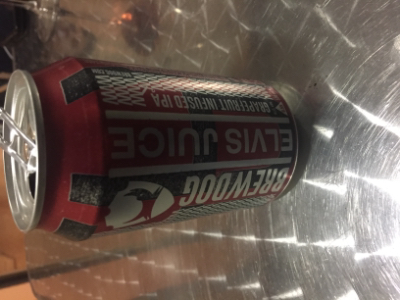 BREWDOG
ELVIS JUICE
GRAPEFRUIT INFUSED IPA